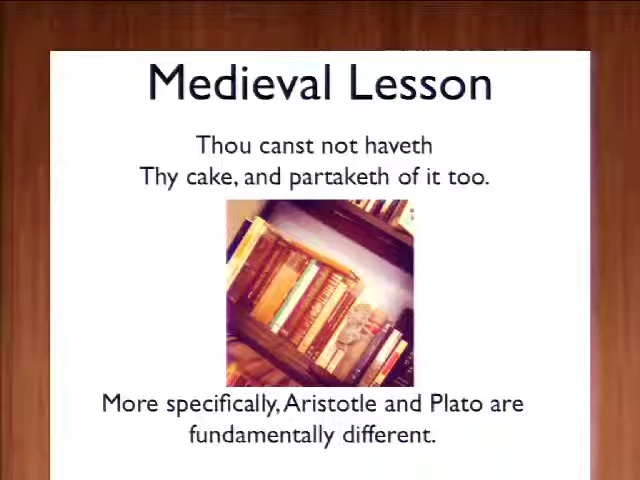 Medieval Lesson
Thou canst not haveth
Thy cake, and partaketh of it too.
More specifically, Aristotle and Plato are
fundamentally different.